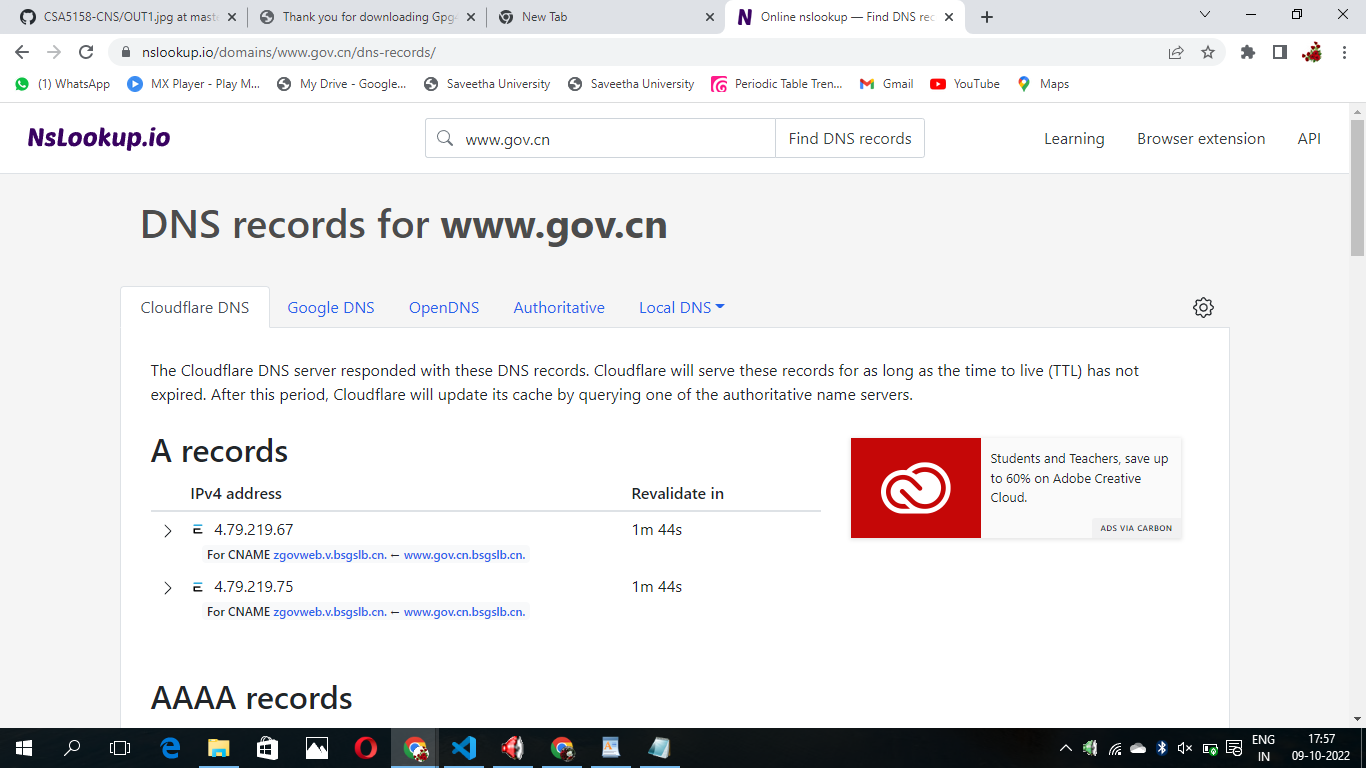 CSA5158-CNS/OUT1.jpg at mast
Thank you for downloading Gpg4
New Tab
Online nslookup — Find DNS rec
nslookup.io/domains/www.gov.cn/dns-records/
(1) WhatsApp
MX Player - Play M...
My Drive - Google...
Saveetha University
Saveetha University
Periodic Table Tren...
Gmail
YouTube
Maps
NsLookup.io
www.gov.cn
Find DNS records
Learning
Browser extension
API
DNS records for www.gov.cn
Cloudflare DNS
Google DNS
OpenDNS
Authoritative
Local DNS
The Cloudflare DNS server responded with these DNS records. Cloudflare will serve these records for as long as the time to live (TTL) has not
expired. After this period, Cloudflare will update its cache by querying one of the authoritative name servers.
A records
IPv4 address
Revalidate in
4.79.219.67
1m 44s
For CNAME zgovweb.v.bsgslb.cn. ← www.gov.cn.bsgslb.cn.
4.79.219.75
1m 44s
For CNAME zgovweb.v.bsgslb.cn. ← www.gov.cn.bsgslb.cn.
Students and Teachers, save up
to 60% on Adobe Creative
Cloud.
ADS VIA CARBON
AAAA records
ENG
IN
17:57
09-10-2022